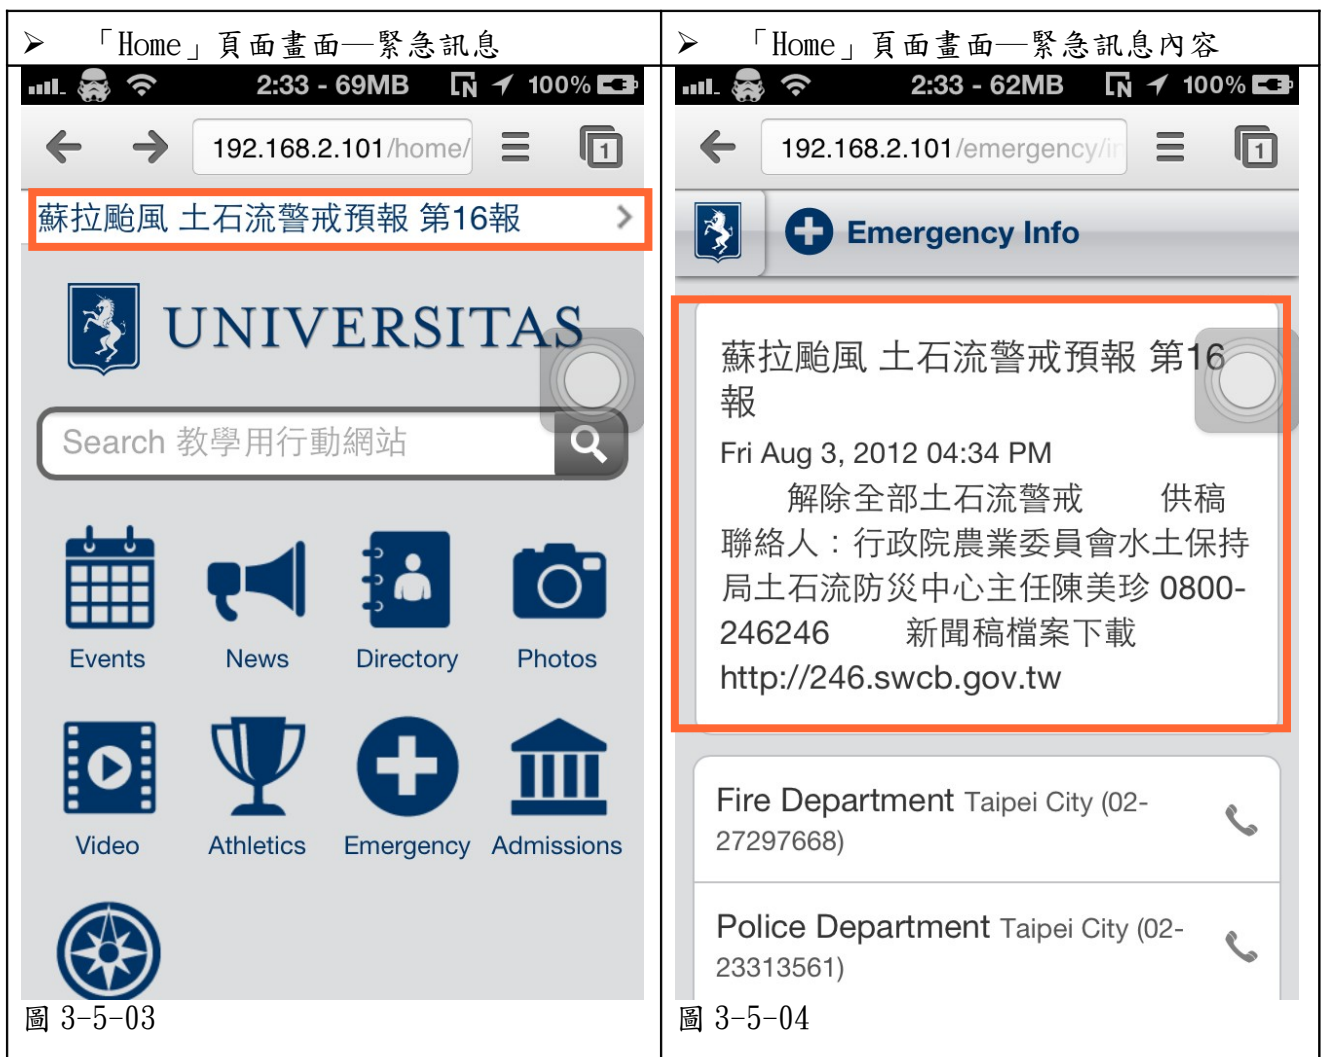 ➢ 「Home」頁面畫面—緊急訊息
2:33 - 69MB 100%
192.168.2.101/home/
1
蘇拉颱風 土石流警戒預報 第16報
UNIVERSITAS
Search 教學用行動網站
Events News Directory Photos
Video Athletics Emergency Admissions
圖 3-5-03
➢ 「Home」頁面畫面—緊急訊息內容
2:33 - 62MB 100%
192.168.2.101/emergency/in
1
Emergency Info
蘇拉颱風 土石流警戒預報 第16
報
Fri Aug 3, 2012 04:34 PM
解除全部土石流警戒 供稿
聯絡人：行政院農業委員會水土保持
局土石流防災中心主任陳美珍 0800-
246246 新聞稿檔案下載
http://246.swcb.gov.tw
Fire Department Taipei City (02-
27297668)
Police Department Taipei City (02-
23313561)
圖 3-5-04